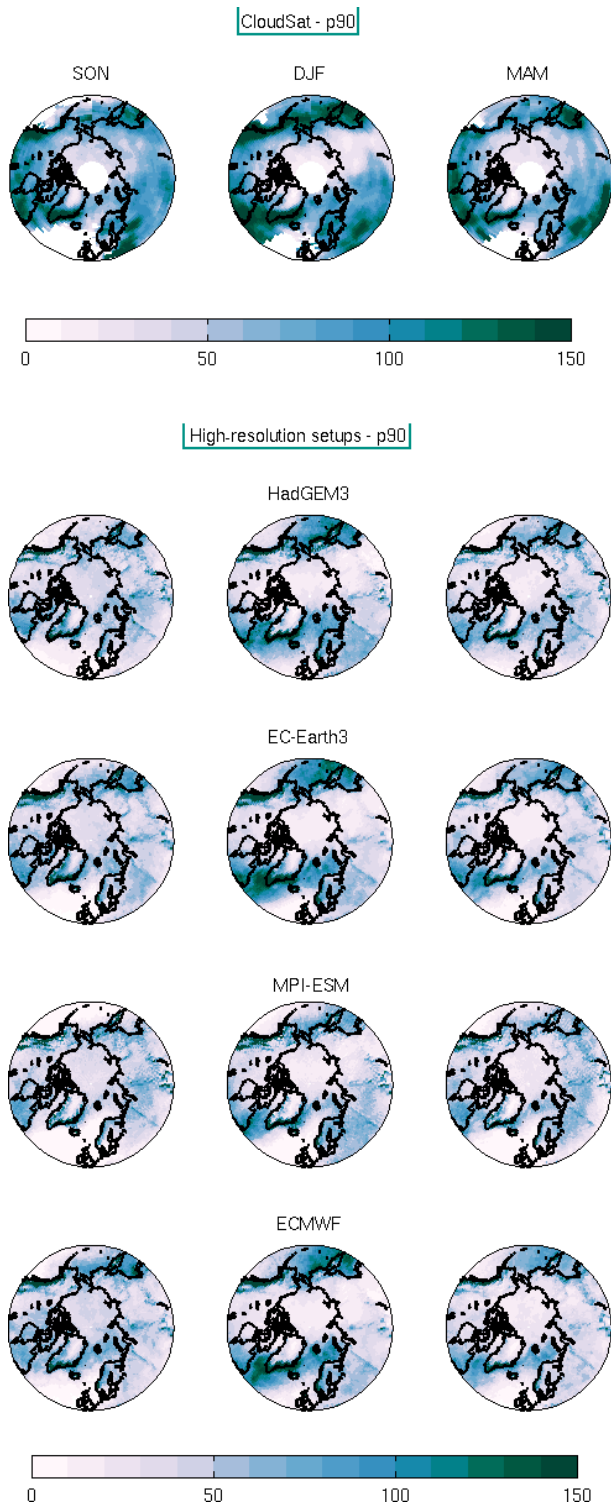 CloudSat - p90
SON DJF MAM
0 50 100 150
High-resolution setups - p90
HadGEM3
EC-Earth3
MPI-ESM
ECMWF
0 50 100 150